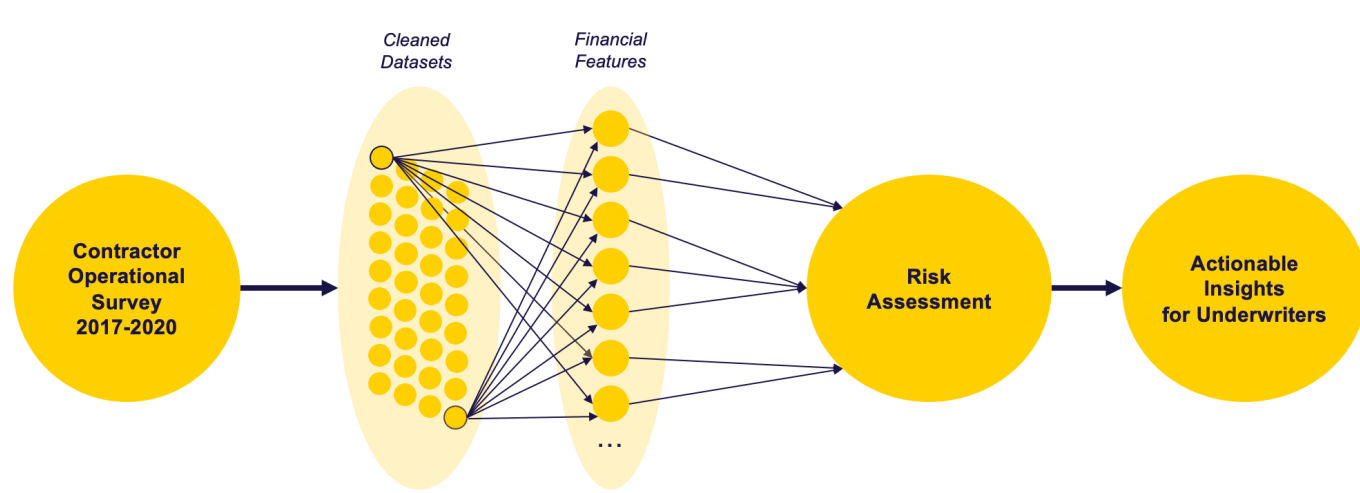 Cleaned
Datasets
Financial
Features
Contractor
Operational
Survey
2017-2020
Risk
Assessment
Actionable
Insights
for Underwriters
...